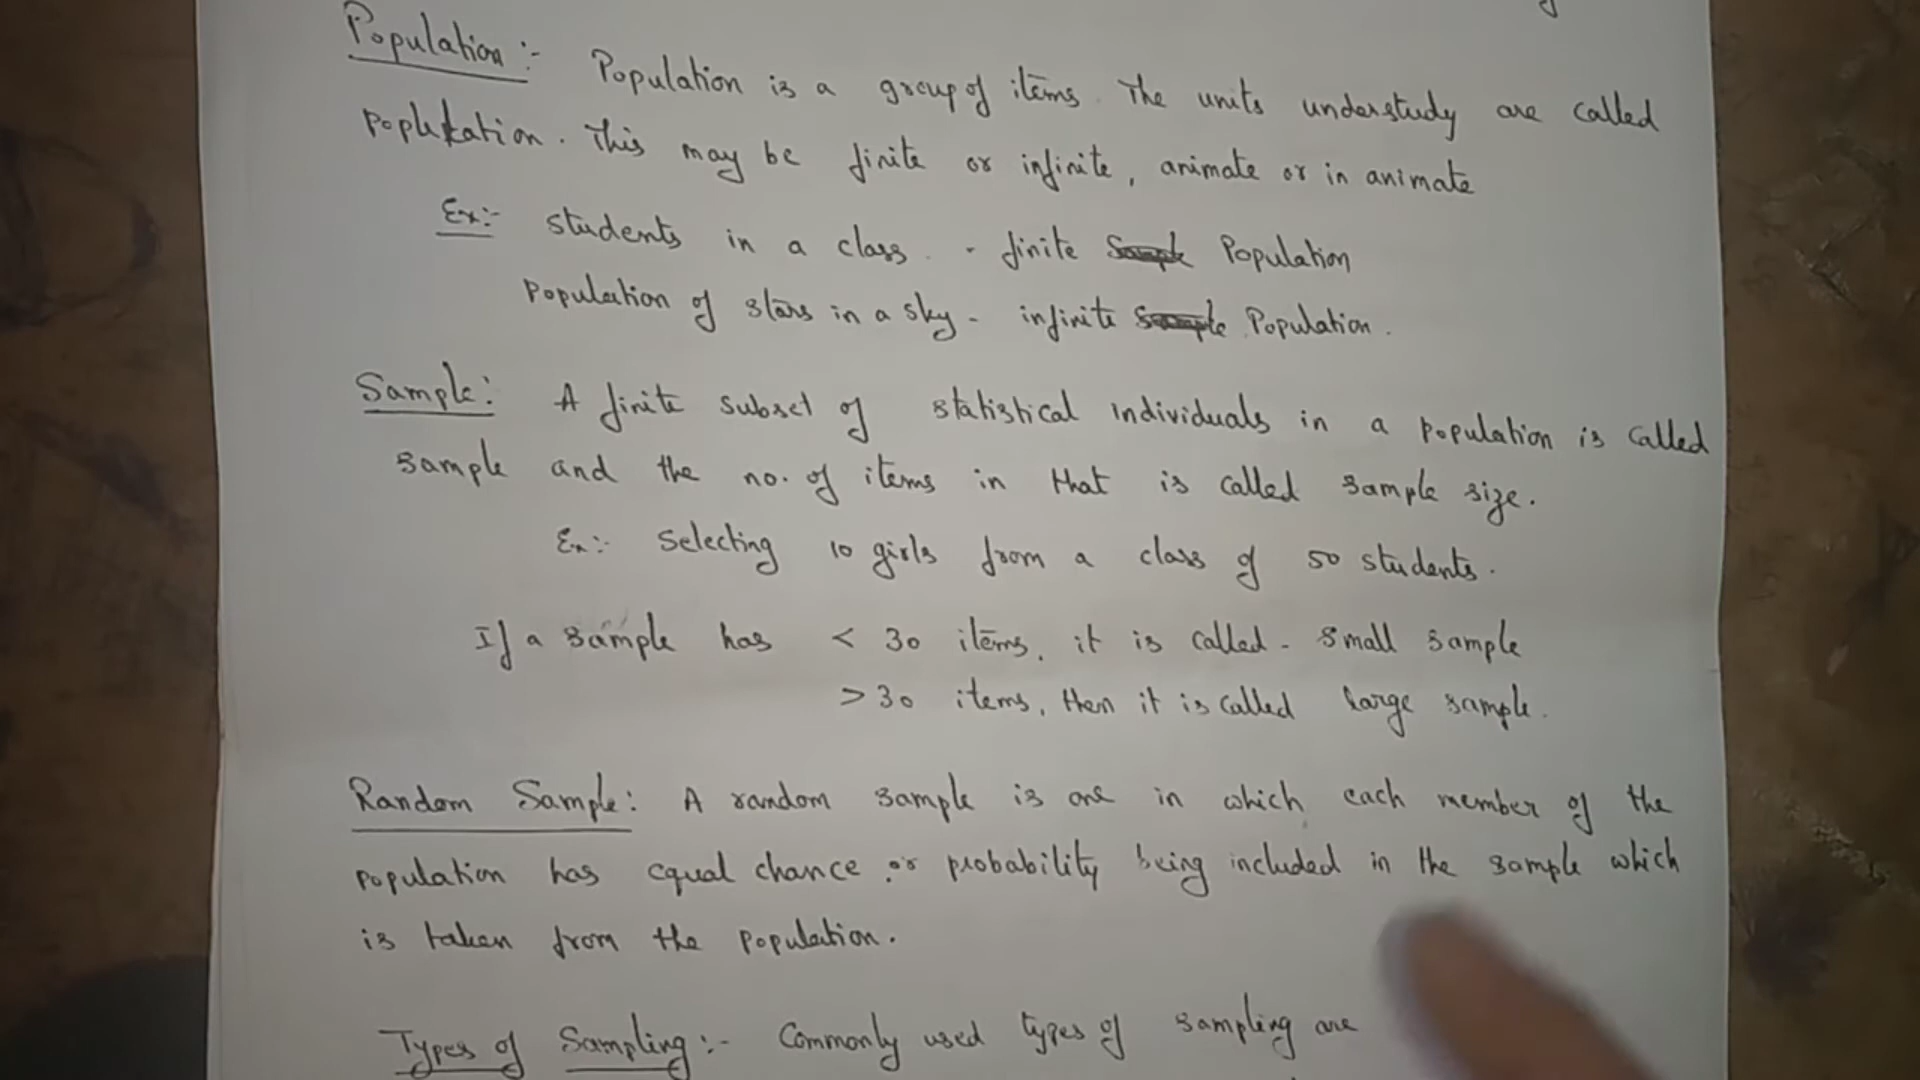 Population :- Population is a group of items. The units understudy are called
poplutation. This may be finite or infinite, animate or in animate
Ex:- students in a class - finite Sample Population
Population of stars in a sky - infinite Sample Population.
Sample: A finite subset of statistical individuals in a population is called
sample and the no. of items in that is called sample size.
Ex:- Selecting 10 girls from a class of 50 students.
If a sample has < 30 items, it is called - small sample
> 30 items, then it is called large sample.
Random Sample: A random sample is one in which each member of the
population has equal chance or probability being included in the sample which
is taken from the population.
Types of Sampling :- Commonly used types of sampling are